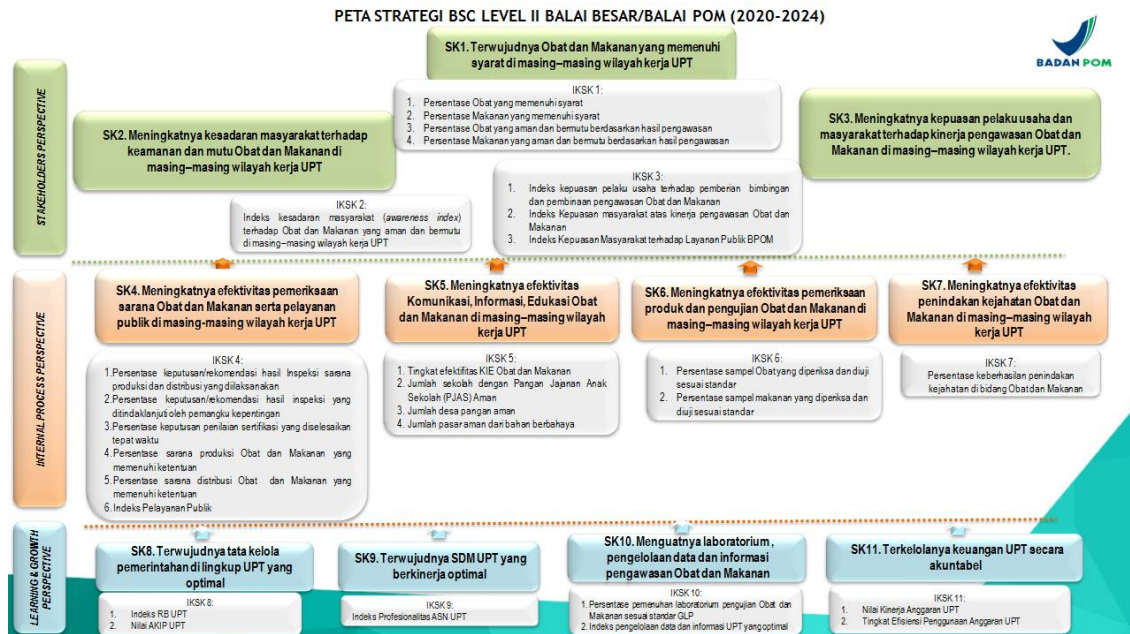 PETA STRATEGI BSC LEVEL II BALAI BESAR/BALAI POM (2020-2024)
BADAN POM
STAKEHOLDERS PERSPECTIVE
SK1. Terwujudnya Obat dan Makanan yang memenuhi
syarat di masing–masing wilayah kerja UPT
IKSK 1:
1. Persentase Obat yang memenuhi syarat
2. Persentase Makanan yang memenuhi syarat
3. Persentase Obat yang aman dan bermutu berdasarkan hasil pengawasan
4. Persentase Makanan yang aman dan bermutu berdasarkan hasil pengawasan
SK2. Meningkatnya kesadaran masyarakat terhadap
keamanan dan mutu Obat dan Makanan di
masing–masing wilayah kerja UPT
IKSK 2:
Indeks kesadaran masyarakat (awareness index)
terhadap Obat dan Makanan yang aman dan bermutu
di masing–masing wilayah kerja UPT
SK3. Meningkatnya kepuasan pelaku usaha dan
masyarakat terhadap kinerja pengawasan Obat dan
Makanan di masing–masing wilayah kerja UPT.
IKSK 3:
1. Indeks kepuasan pelaku usaha terhadap pemberian bimbingan
dan pembinaan pengawasan Obat dan Makanan
2. Indeks Kepuasan masyarakat atas kinerja pengawasan Obat dan
Makanan
3. Indeks Kepuasan Masyarakat terhadap Layanan Publik BPOM
INTERNAL PROCESS PERSPECTIVE
SK4. Meningkatnya efektivitas pemeriksaan
sarana Obat dan Makanan serta pelayanan
publik di masing-masing wilayah kerja UPT
IKSK 4:
1.Persentase keputusan/rekomendasi hasil Inspeksi sarana
produksi dan distribusi yang dilaksanakan
2.Persentase keputusan/rekomendasi hasil inspeksi yang
ditindaklanjuti oleh pemangku kepentingan
3.Persentase keputusan penilaian sertifikasi yang diselesaikan
tepat waktu
4.Persentase sarana produksi Obat dan Makanan yang
memenuhi ketentuan
5.Persentase sarana distribusi Obat dan Makanan yang
memenuhi ketentuan
6. Indeks Pelayanan Publik
SK5. Meningkatnya efektivitas
Komunikasi, Informasi, Edukasi Obat
dan Makanan di masing–masing wilayah
kerja UPT
IKSK 5:
1. Tingkat efektifitas KIE Obat dan Makanan
2. Jumlah sekolah dengan Pangan Jajanan Anak
Sekolah (PJAS) Aman
3. Jumlah desa pangan aman
4. Jumlah pasar aman dari bahan berbahaya
SK6. Meningkatnya efektivitas pemeriksaan
produk dan pengujian Obat dan Makanan di
masing–masing wilayah kerja UPT
IKSK 6:
1. Persentase sampel Obat yang diperiksa dan diuji
sesuai standar
2. Persentase sampel makanan yang diperiksa dan
diuji sesuai standar
SK7. Meningkatnya efektivitas
penindakan kejahatan Obat dan
Makanan di masing–masing wilayah
kerja UPT
IKSK 7:
Persentase keberhasilan penindakan
kejahatan di bidang Obat dan Makanan
LEARNING & GROWTH
PERSPECTIVE
SK8. Terwujudnya tata kelola
pemerintahan di lingkup UPT yang
optimal
IKSK 8:
1. Indeks RB UPT
2. Nilai AKIP UPT
SK9. Terwujudnya SDM UPT yang
berkinerja optimal
IKSK 9:
Indeks Profesionalitas ASN UPT
SK10. Menguatnya laboratorium ,
pengelolaan data dan informasi
pengawasan Obat dan Makanan
IKSK 10:
1. Persentase pemenuhan laboratorium pengujian Obat dan
Makanan sesuai standar GLP
2. Indeks pengelolaan data dan informasi UPT yang optimal
SK11. Terkelolanya keuangan UPT secara
akuntabel
IKSK 11:
1. Nilai Kinerja Anggaran UPT
2. Tingkat Efisiensi Penggunaan Anggaran UPT